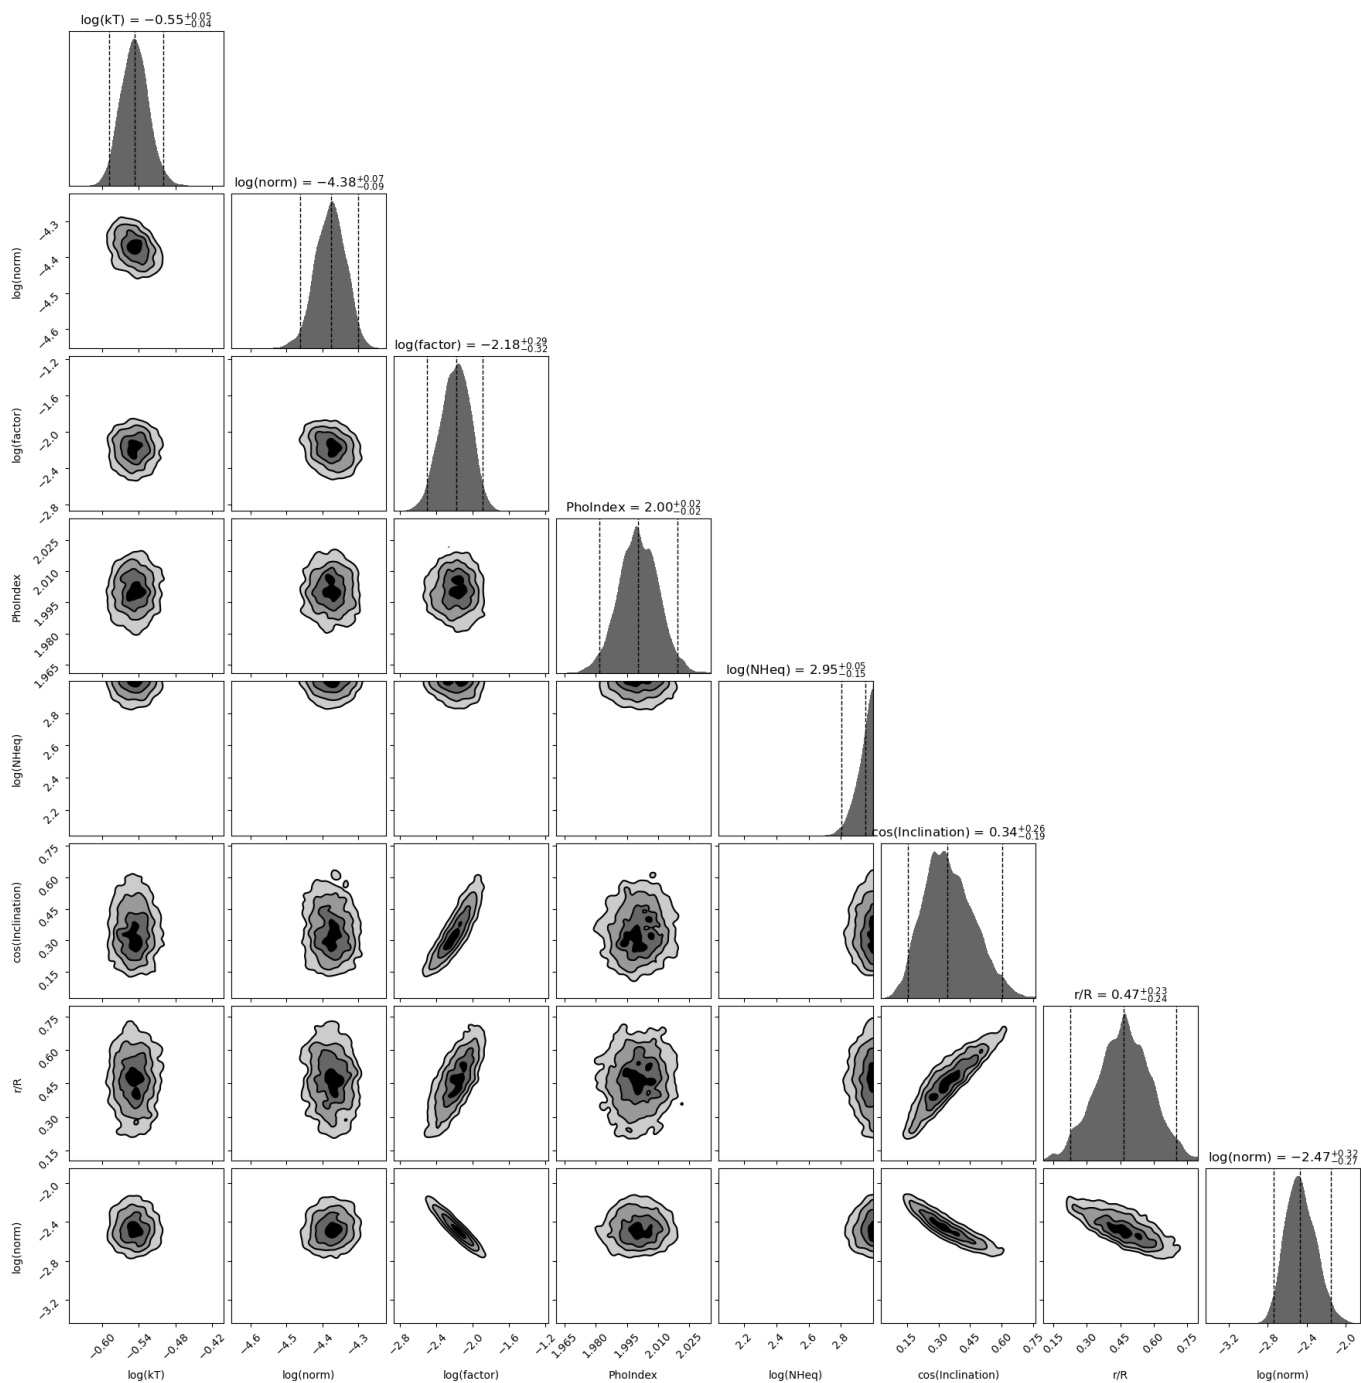 log(kT) = −0.55+0.05−0.04
log(norm) = −4.38+0.07−0.09
−4.3
−4.4
−4.5
−4.6
log(norm)
log(factor) = −2.18+0.29−0.32
−1.2
−1.6
−2.0
−2.4
−2.8
log(factor)
PhoIndex = 2.00+0.02−0.02
2.025
2.010
1.995
1.980
1.965
PhoIndex
log(NHeq) = 2.95+0.05−0.15
2.8
2.6
2.4
2.2
log(NHeq)
cos(Inclination) = 0.34+0.26−0.19
0.75
0.60
0.45
0.30
0.15
cos(Inclination)
r/R = 0.47+0.23−0.24
0.75
0.60
0.45
0.30
0.15
r/R
log(norm) = −2.47+0.32−0.27
−2.0
−2.4
−2.8
−3.2
log(norm)
−0.60 −0.54 −0.48 −0.42 −4.6 −4.5 −4.4 −4.3 −2.8 −2.4 −2.0 −1.6 −1.2 1.965 1.980 1.995 2.010 2.025 2.2 2.4 2.6 2.8 0.15 0.30 0.45 0.60 0.75 0.15 0.30 0.45 0.60 0.75 −3.2 −2.8 −2.4 −2.0
log(kT) log(norm) log(factor) PhoIndex log(NHeq) cos(Inclination) r/R log(norm)